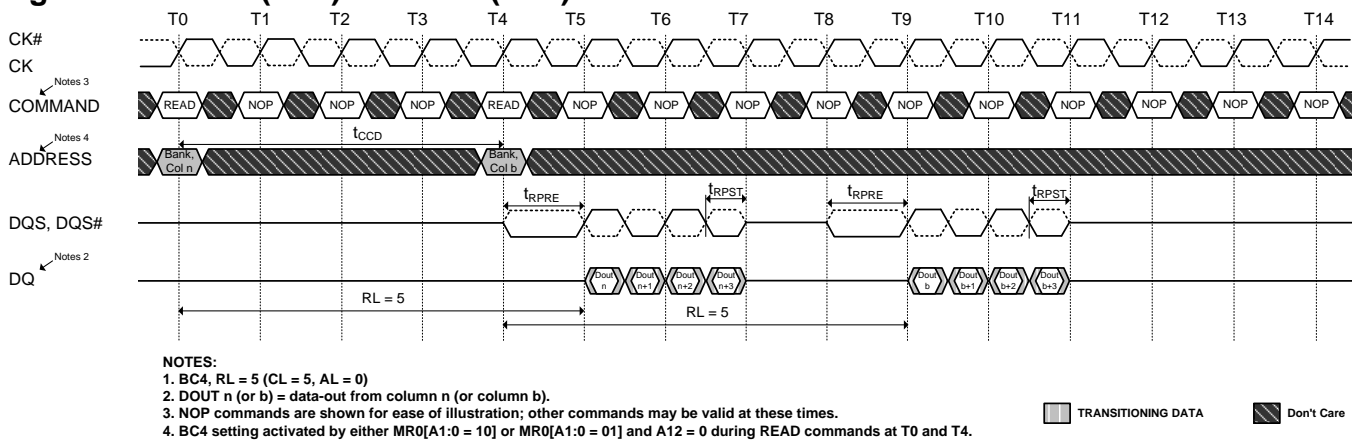 T0 T1 T2 T3 T4 T5 T6 T7 T8 T9 T10 T11 T12 T13 T14
CK#
CK
Notes 3
COMMAND READ NOP NOP NOP READ NOP NOP NOP NOP NOP NOP NOP NOP NOP NOP
tCCD
Notes 4
ADDRESS
Bank, Col n
Bank, Col b
tRPRE tRPST tRPRE tRPST
DQS, DQS#
Notes 2
DQ
Dout n
Dout n+1
Dout n+2
Dout n+3
Dout b
Dout b+1
Dout b+2
Dout b+3
RL = 5
RL = 5
NOTES:
1. BC4, RL = 5 (CL = 5, AL = 0)
2. DOUT n (or b) = data-out from column n (or column b).
3. NOP commands are shown for ease of illustration; other commands may be valid at these times.
4. BC4 setting activated by either MR0[A1:0 = 10] or MR0[A1:0 = 01] and A12 = 0 during READ commands at T0 and T4.
TRANSITIONING DATA
Don't Care